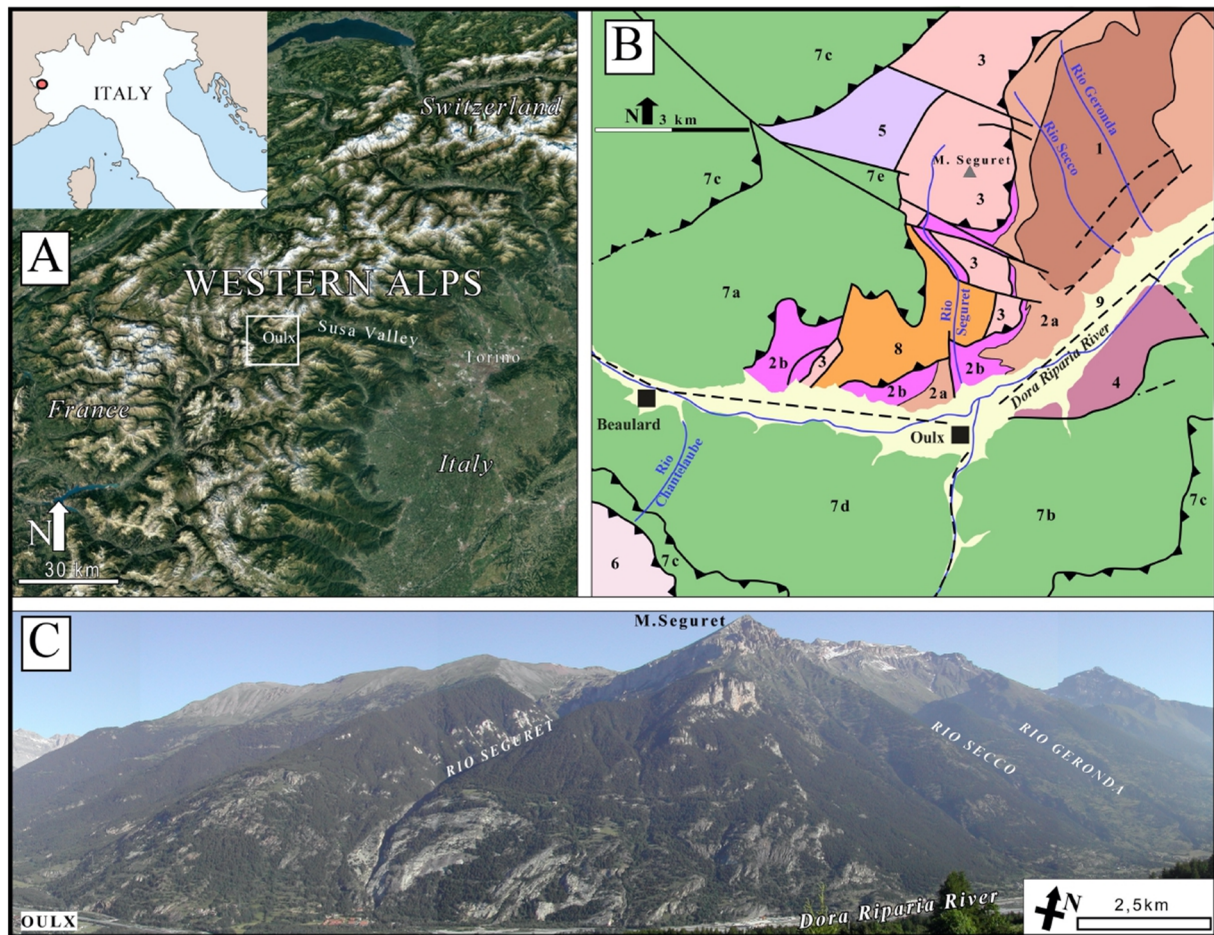 ITALY
Switzerland
A
WESTERN ALPS
Susa Valley
Oulx
Torino
France
Italy
N
30 km
B
7c
3
Rio Geronda
N
3 km
5
Rio Secco
1
M. Seguret
7c
7e
3
7a
3
Rio Seguret
9
3
2a
8
2b
3
Dora Riparia River
2b
2a
2b
4
Beaulard
Oulx
Rio Chantelaube
7d
7b
7c
6
7c
C
M.Seguret
RIO SEGURET
RIO SECCO
RIO GERONDA
OULX
Dora Riparia River
N
2,5km